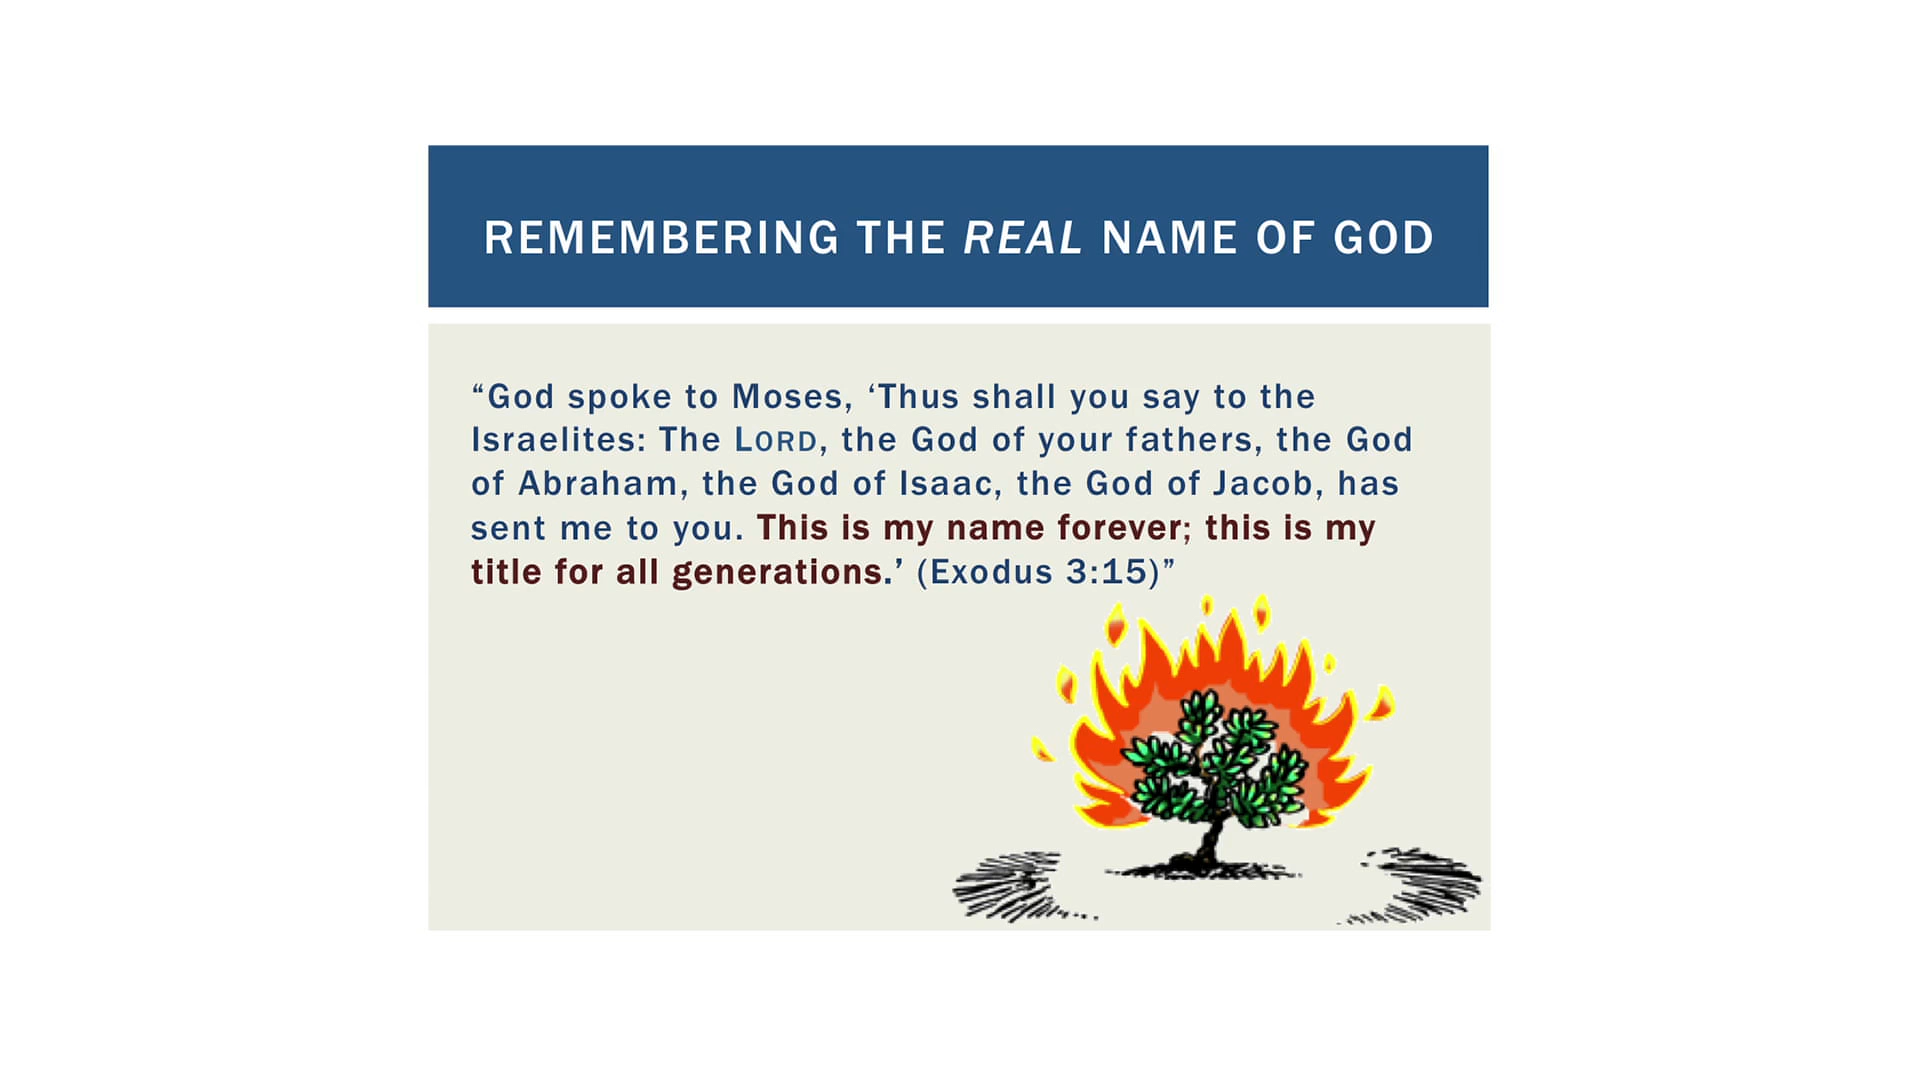 REMEMBERING THE REAL NAME OF GOD
“God spoke to Moses, ‘Thus shall you say to the
Israelites: The LORD, the God of your fathers, the God
of Abraham, the God of Isaac, the God of Jacob, has
sent me to you. This is my name forever; this is my
title for all generations.’ (Exodus 3:15)”